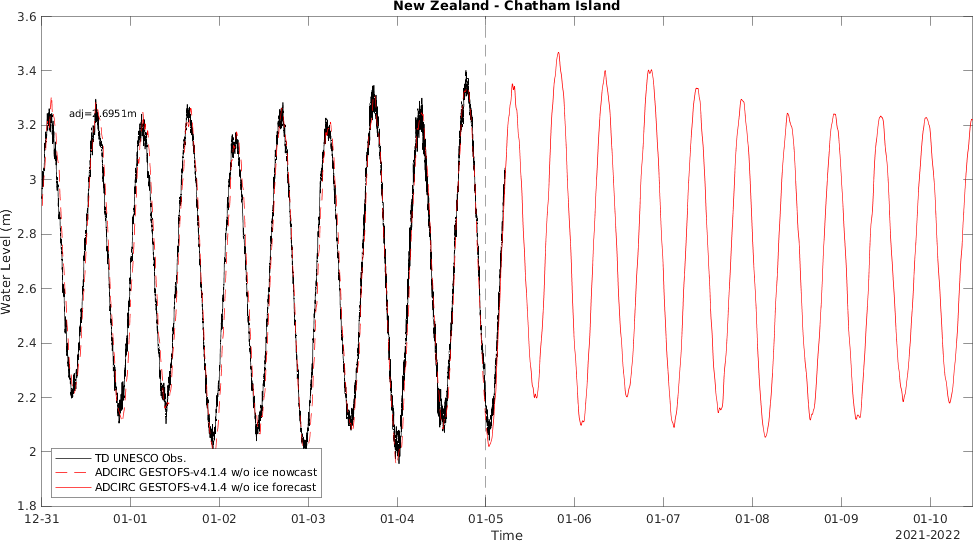 New Zealand - Chatham Island
3.6
3.4
3.2
3
2.8
2.6
2.4
2.2
2
1.8
Water Level (m)
adj=2.6951m
TD UNESCO Obs.
ADCIRC GESTOFS-v4.1.4 w/o ice nowcast
ADCIRC GESTOFS-v4.1.4 w/o ice forecast
12-31 01-01 01-02 01-03 01-04 01-05 01-06 01-07 01-08 01-09 01-10
Time
2021-2022